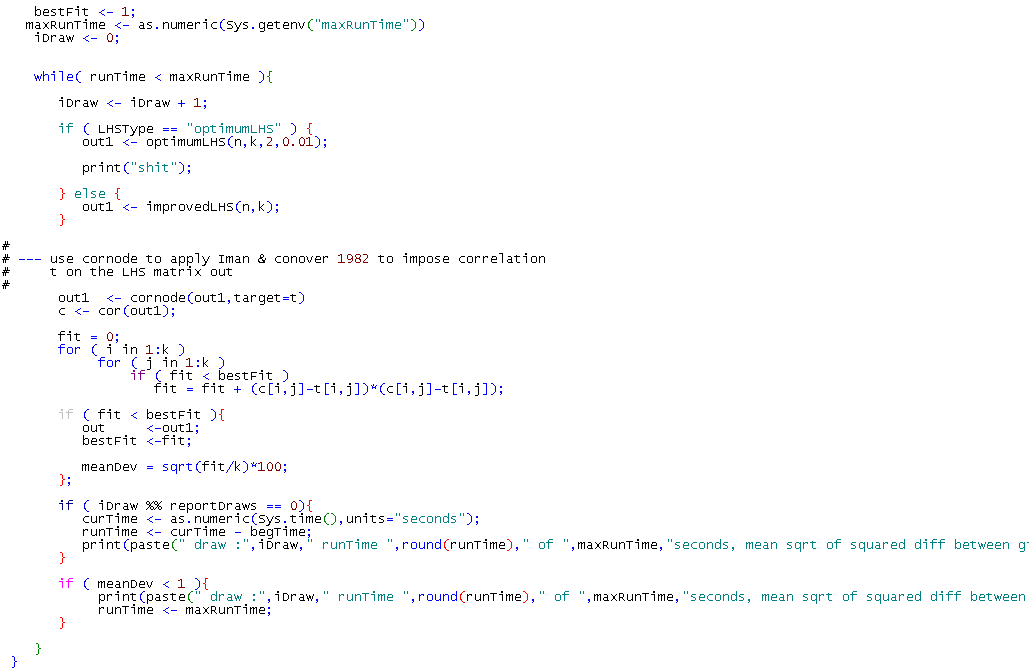 bestFit <- 1;
maxRunTime <- as.numeric(Sys.getenv("maxRunTime"))
iDraw <- 0;
while( runTime < maxRunTime ){
iDraw <- iDraw + 1;
if ( LHSType == "optimumLHS" ) {
out1 <- optimumLHS(n,k,2,0.01);
print("shit");
} else {
out1 <- improvedLHS(n,k);
}
#
# --- use cornode to apply Iman & conover 1982 to impose correlation
#     t on the LHS matrix out
#
out1  <- cornode(out1,target=t)
c <- cor(out1);
fit = 0;
for ( i in 1:k )
for ( j in 1:k )
if ( fit < bestFit )
fit = fit + (c[i,j]-t[i,j])*(c[i,j]-t[i,j]);
if ( fit < bestFit ){
out     <-out1;
bestFit <-fit;
meanDev = sqrt(fit/k)*100;
};
if ( iDraw %% reportDraws == 0){
curTime <- as.numeric(Sys.time(),units="seconds");
runTime <- curTime - begTime;
print(paste(" draw :",iDraw," runTime ",round(runTime)," of ",maxRunTime,"seconds, mean sqrt of squared diff between g
}
if ( meanDev < 1 ){
print(paste(" draw :",iDraw," runTime ",round(runTime)," of ",maxRunTime,"seconds, mean sqrt of squared diff between
runTime <- maxRunTime;
}
}
}